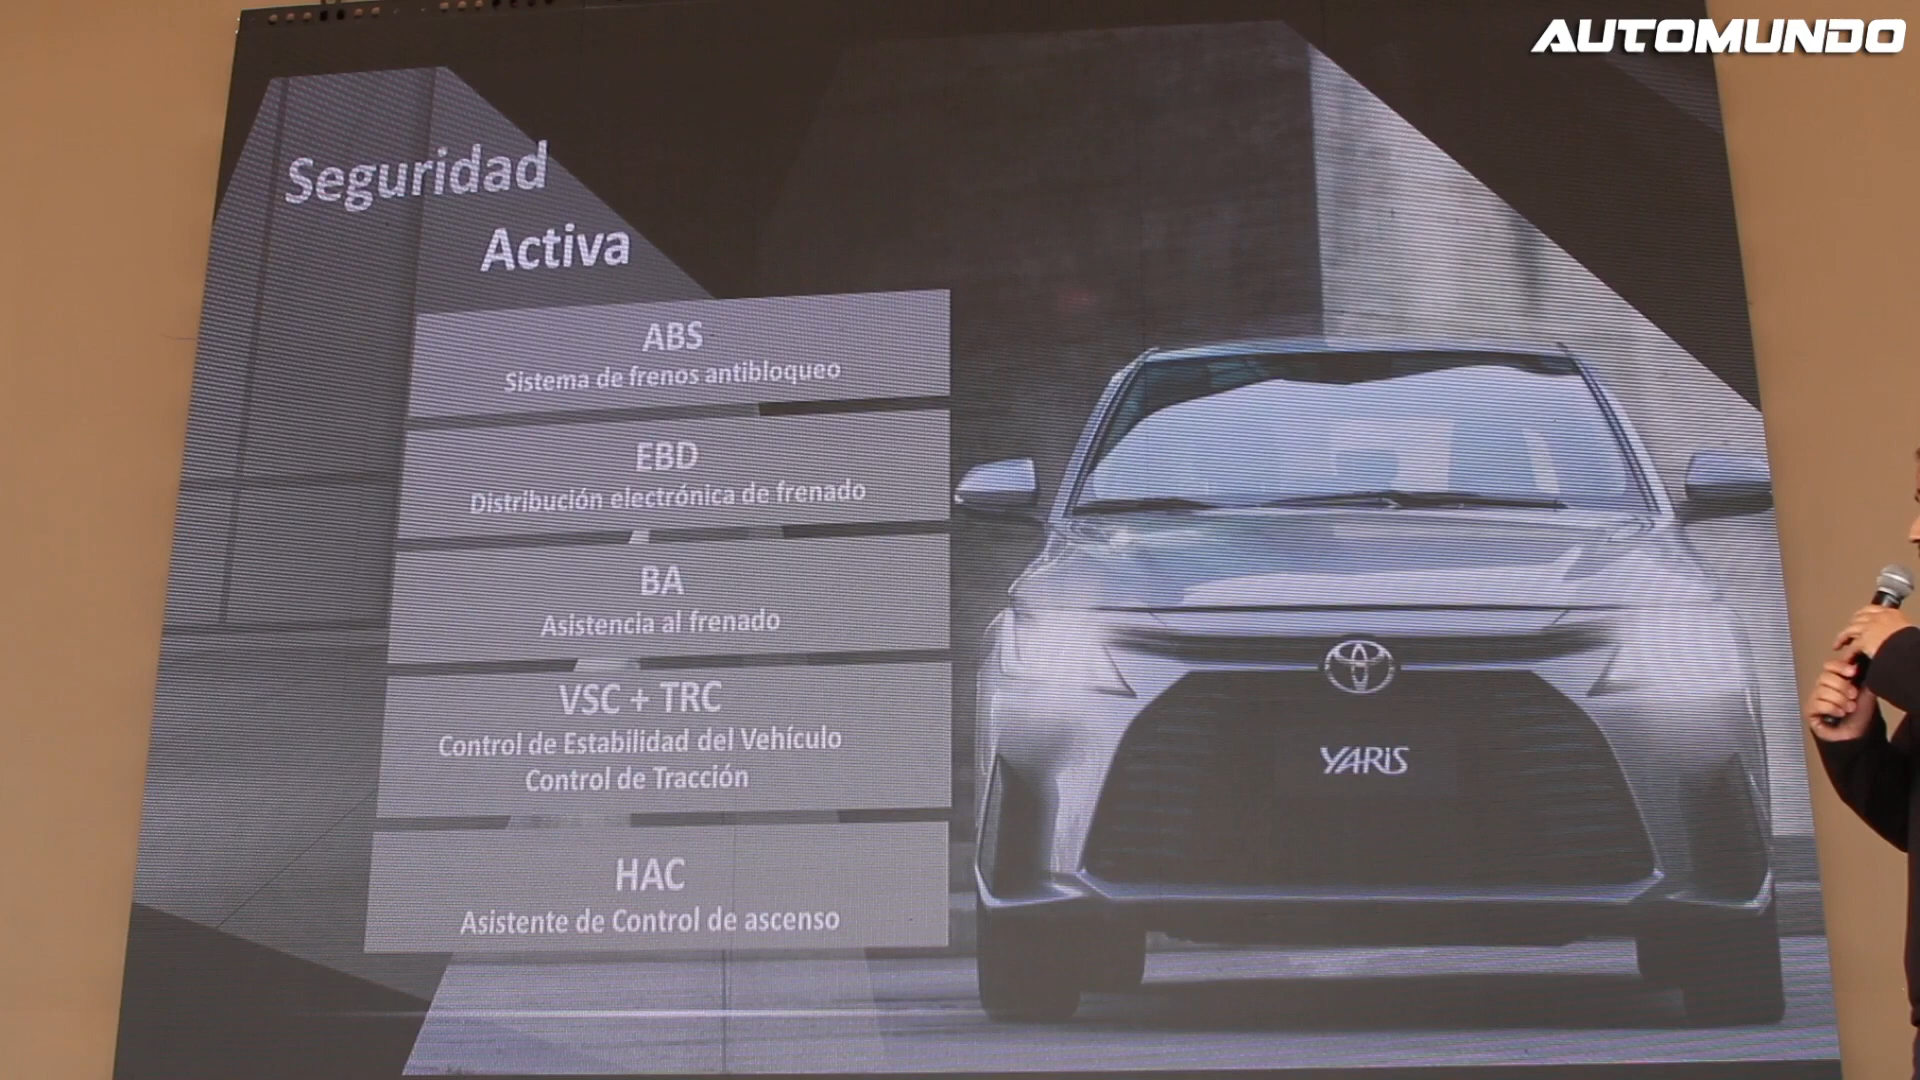 AUTOMUNDO
Seguridad
Activa
ABS
Sistema de frenos antibloqueo
EBD
Distribución electrónica de frenado
BA
Asistencia al frenado
VSC + TRC
Control de Estabilidad del Vehículo
Control de Tracción
HAC
Asistente de Control de ascenso
YARiS